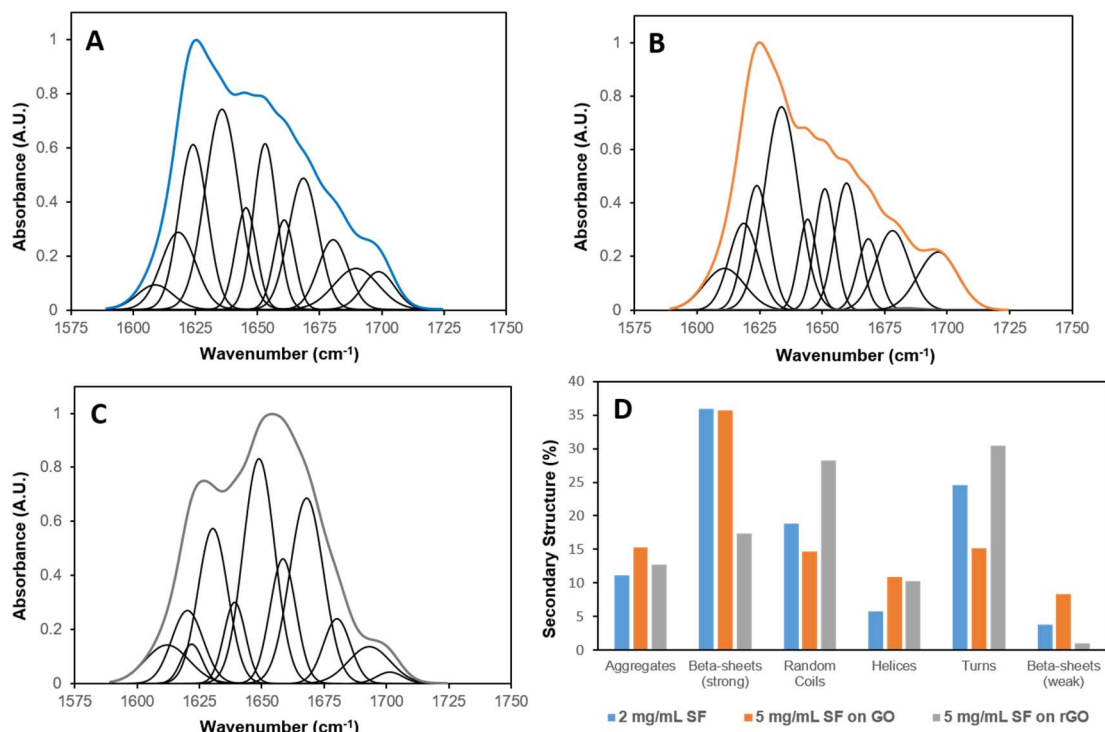 A
Absorbance (A.U.)
1
0.8
0.6
0.4
0.2
0
1575 1600 1625 1650 1675 1700 1725 1750
Wavenumber (cm-1)
B
Absorbance (A.U.)
1
0.8
0.6
0.4
0.2
0
1575 1600 1625 1650 1675 1700 1725 1750
Wavenumber (cm-1)
C
Absorbance (A.U.)
1
0.8
0.6
0.4
0.2
0
1575 1600 1625 1650 1675 1700 1725 1750
Wavenumber (cm-1)
D
Secondary Structure (%)
40
35
30
25
20
15
10
5
0
Aggregates Beta-sheets Random Helices Turns Beta-sheets
(strong) Coils (weak)
2 mg/mL SF 5 mg/mL SF on GO 5 mg/mL SF on rGO